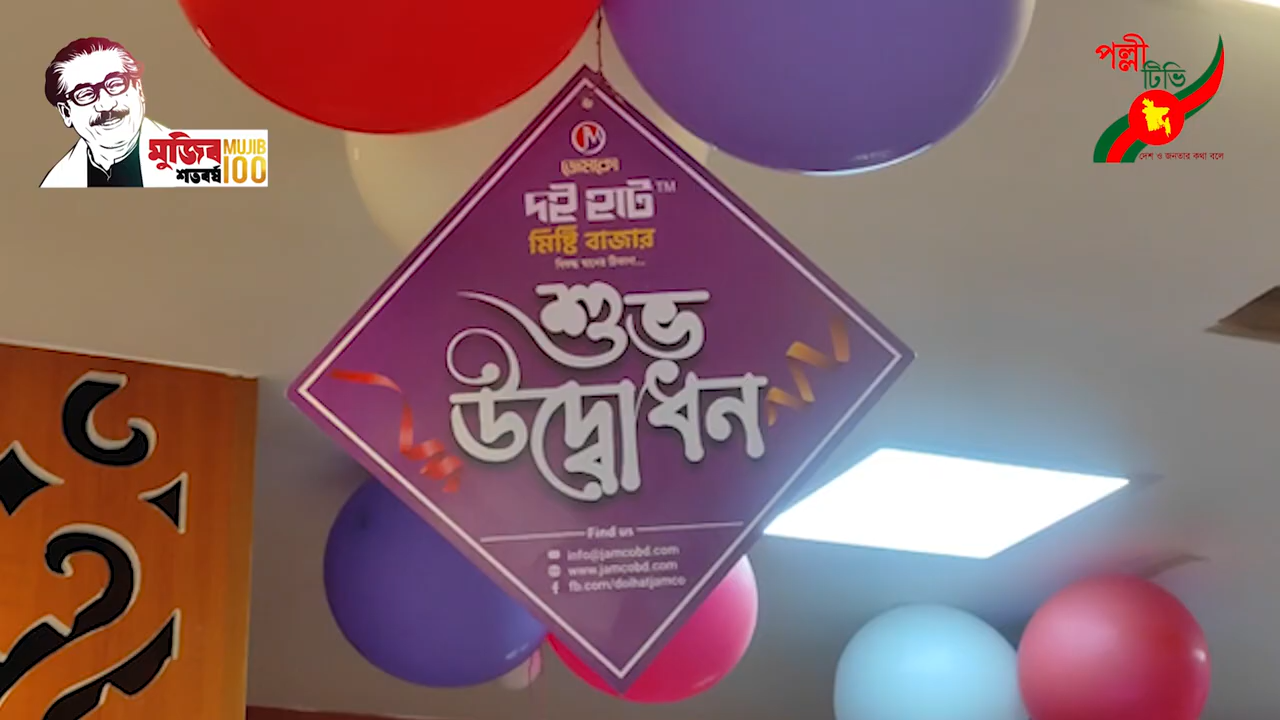 মুজিব
শতবর্ষ
MUJIB
100
পল্লী
টিভি
দেশ ও জনতার কথা বলে
JM
জেমকো
দই হাট™
মিষ্টি বাজার
শুভ
উদ্বোধন
Find us
info@jamcobd.com
www.jamcobd.com
fb.com/doihatjamco